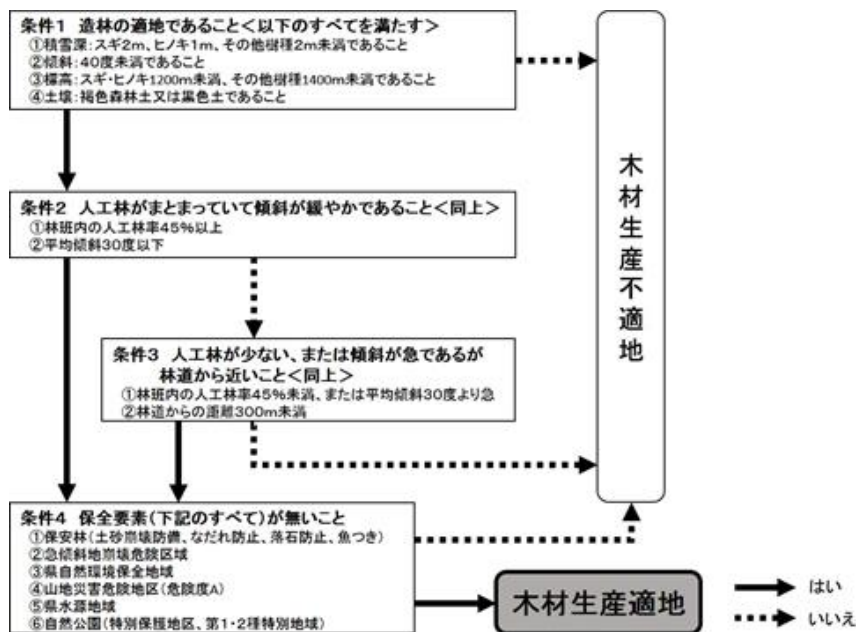 条件1 造林の適地であること<以下のすべてを満たす>
①積雪深:スギ2m、ヒノキ1m、その他樹種2m未満であること
②傾斜:40度未満であること
③標高:スギ・ヒノキ1200m未満、その他樹種1400m未満であること
④土壌:褐色森林土又は黒色土であること
条件2 人工林がまとまっていて傾斜が緩やかであること<同上>
①林班内の人工林率45%以上
②平均傾斜30度以下
条件3 人工林が少ない、または傾斜が急であるが
林道から近いこと<同上>
①林班内の人工林率45%未満、または平均傾斜30度より急
②林道からの距離300m未満
条件4 保全要素(下記のすべて)が無いこと
①保安林(土砂崩壊防備、なだれ防止、落石防止、魚つき)
②急傾斜地崩壊危険区域
③県自然環境保全地域
④山地災害危険地区(危険度A)
⑤県水源地域
⑥自然公園(特別保護地区、第1・2種特別地域)
木材生産不適地
木材生産適地
はい
いいえ